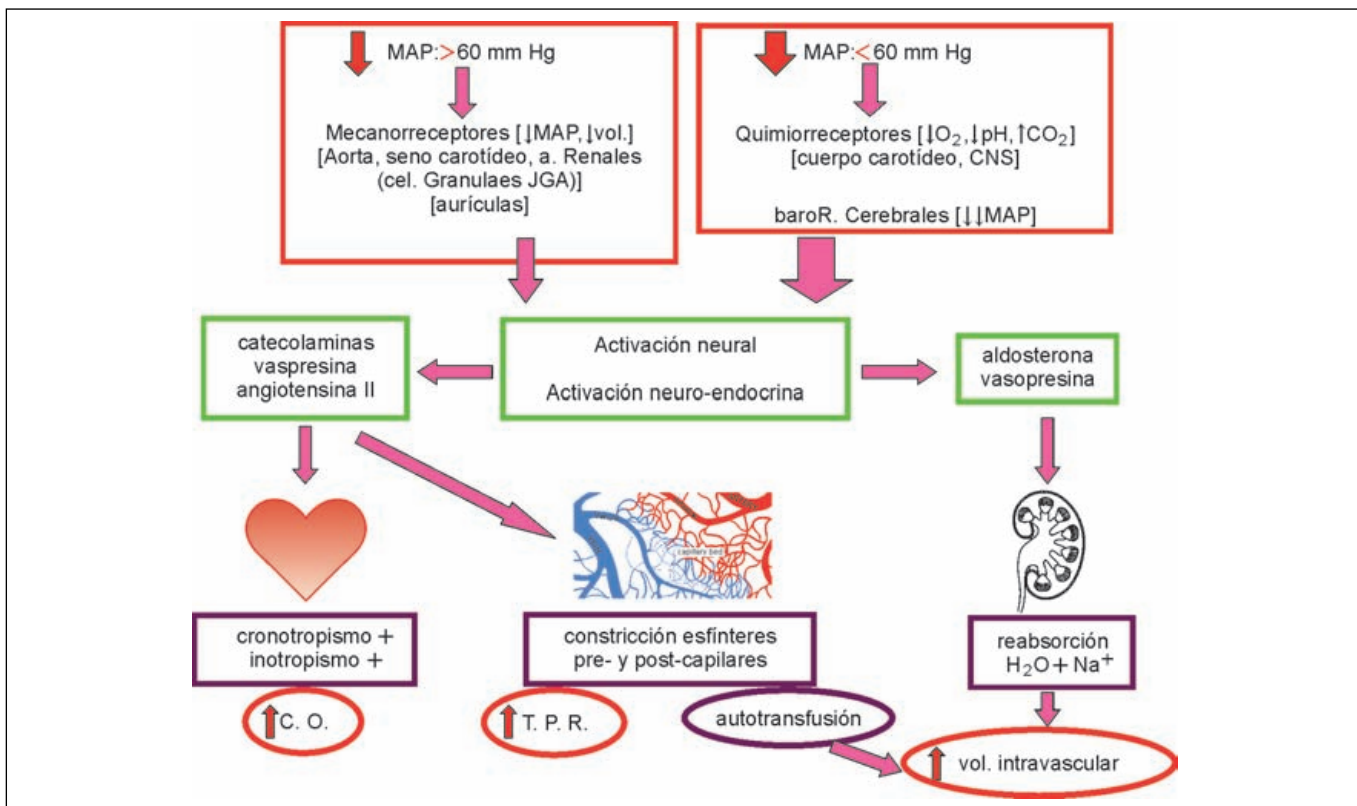 MAP:>60 mm Hg
Mecanorreceptores [↓MAP,↓vol.]
[Aorta, seno carotídeo, a. Renales
(cel. Granulaes JGA)]
[aurículas]
MAP:<60 mm Hg
Quimiorreceptores [↓O₂,↓pH,↑CO₂]
[cuerpo carotídeo, CNS]
baroR. Cerebrales [↓↓MAP]
catecolaminas
vaspresina
angiotensina II
Activación neural
Activación neuro-endocrina
aldosterona
vasopresina
capillary bed
cronotropismo +
inotropismo +
constricción esfínteres
pre- y post-capilares
reabsorción
H₂O + Na⁺
C. O.
T. P. R.
autotransfusión
vol. intravascular